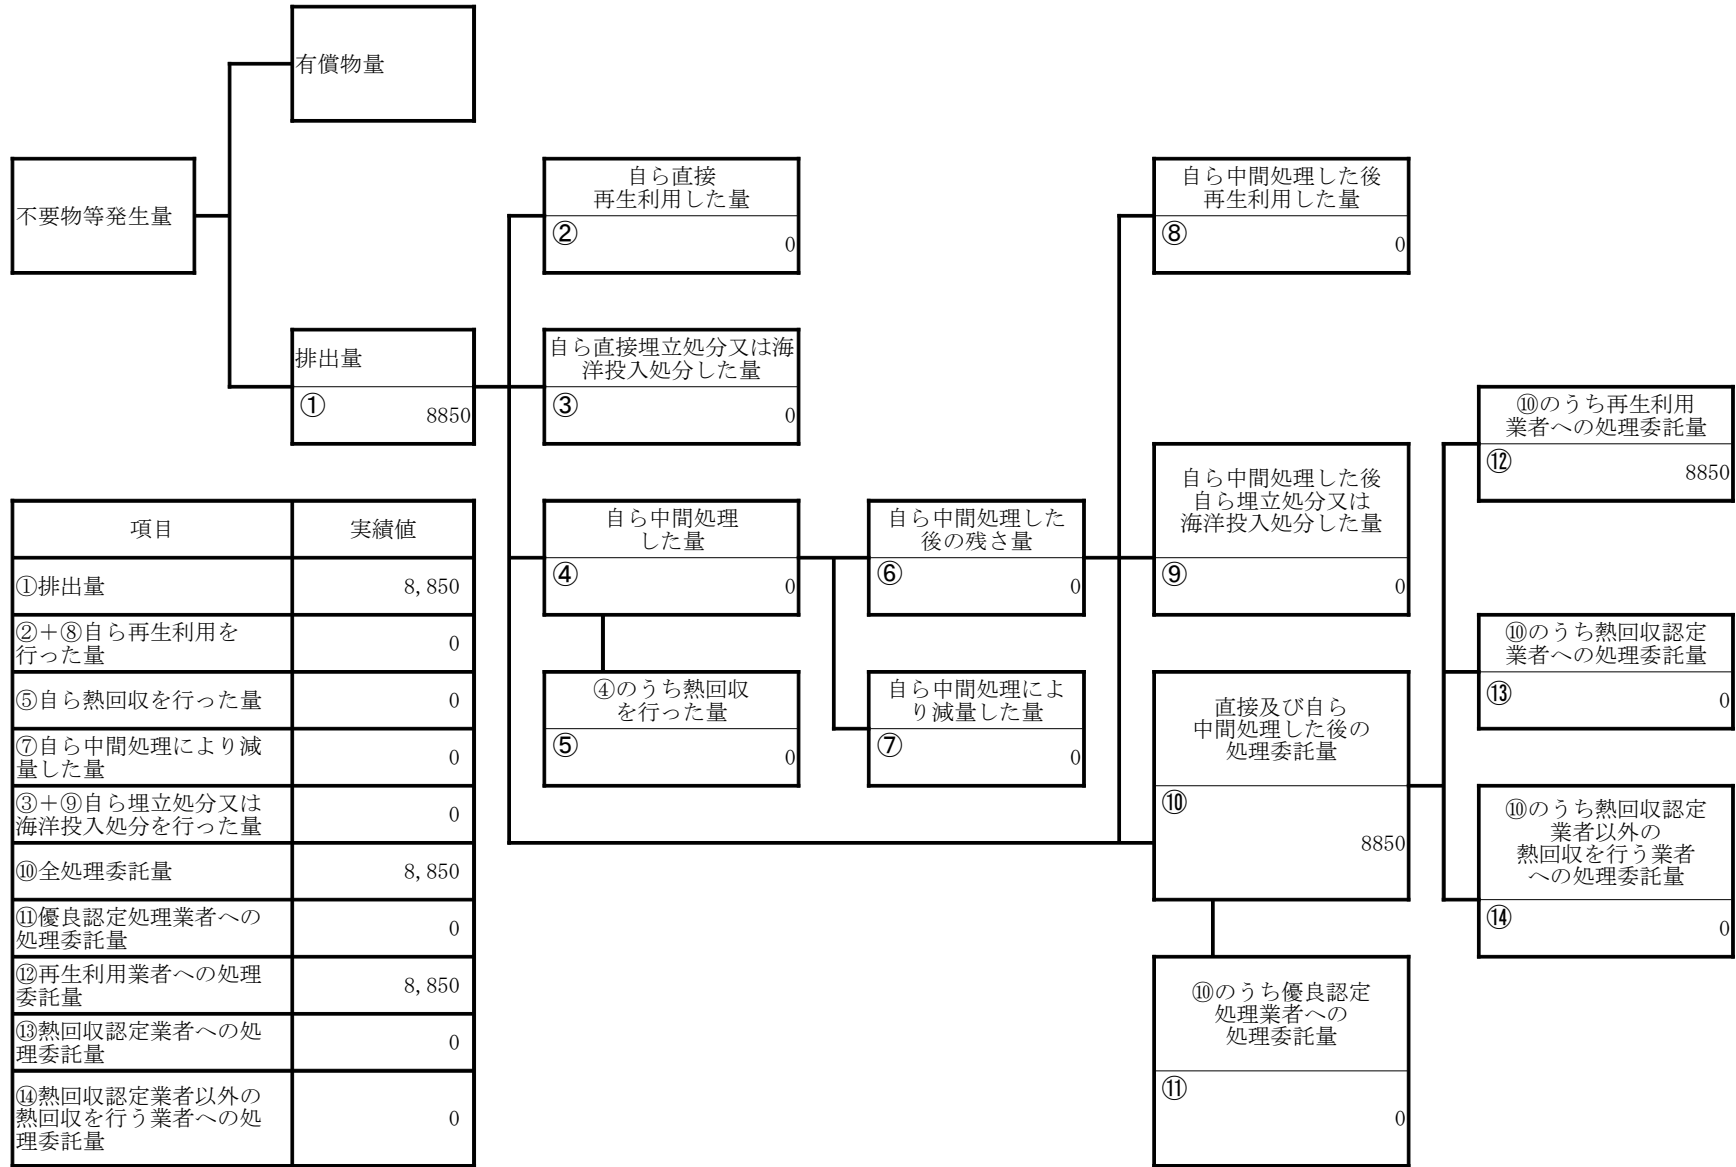 有償物量
不要物等発生量
排出量
① 8850
自ら直接
再生利用した量
② 0
自ら直接埋立処分又は海
洋投入処分した量
③ 0
自ら中間処理
した量
④ 0
④のうち熱回収
を行った量
⑤ 0
自ら中間処理した
後の残さ量
⑥ 0
自ら中間処理によ
り減量した量
⑦ 0
自ら中間処理した後
再生利用した量
⑧ 0
自ら中間処理した後
自ら埋立処分又は
海洋投入処分した量
⑨ 0
直接及び自ら
中間処理した後の
処理委託量
⑩
8850
⑩のうち優良認定
処理業者への
処理委託量
⑪
0
⑩のうち再生利用
業者への処理委託量
⑫ 8850
⑩のうち熱回収認定
業者への処理委託量
⑬ 0
⑩のうち熱回収認定
業者以外の
熱回収を行う業者
への処理委託量
⑭ 0
項目 実績値
①排出量 8,850
②+⑧自ら再生利用を
行った量 0
⑤自ら熱回収を行った量 0
⑦自ら中間処理により減
量した量 0
③+⑨自ら埋立処分又は
海洋投入処分を行った量 0
⑩全処理委託量 8,850
⑪優良認定処理業者への
処理委託量 0
⑫再生利用業者への処理
委託量 8,850
⑬熱回収認定業者への処
理委託量 0
⑭熱回収認定業者以外の
熱回収を行う業者への処
理委託量 0